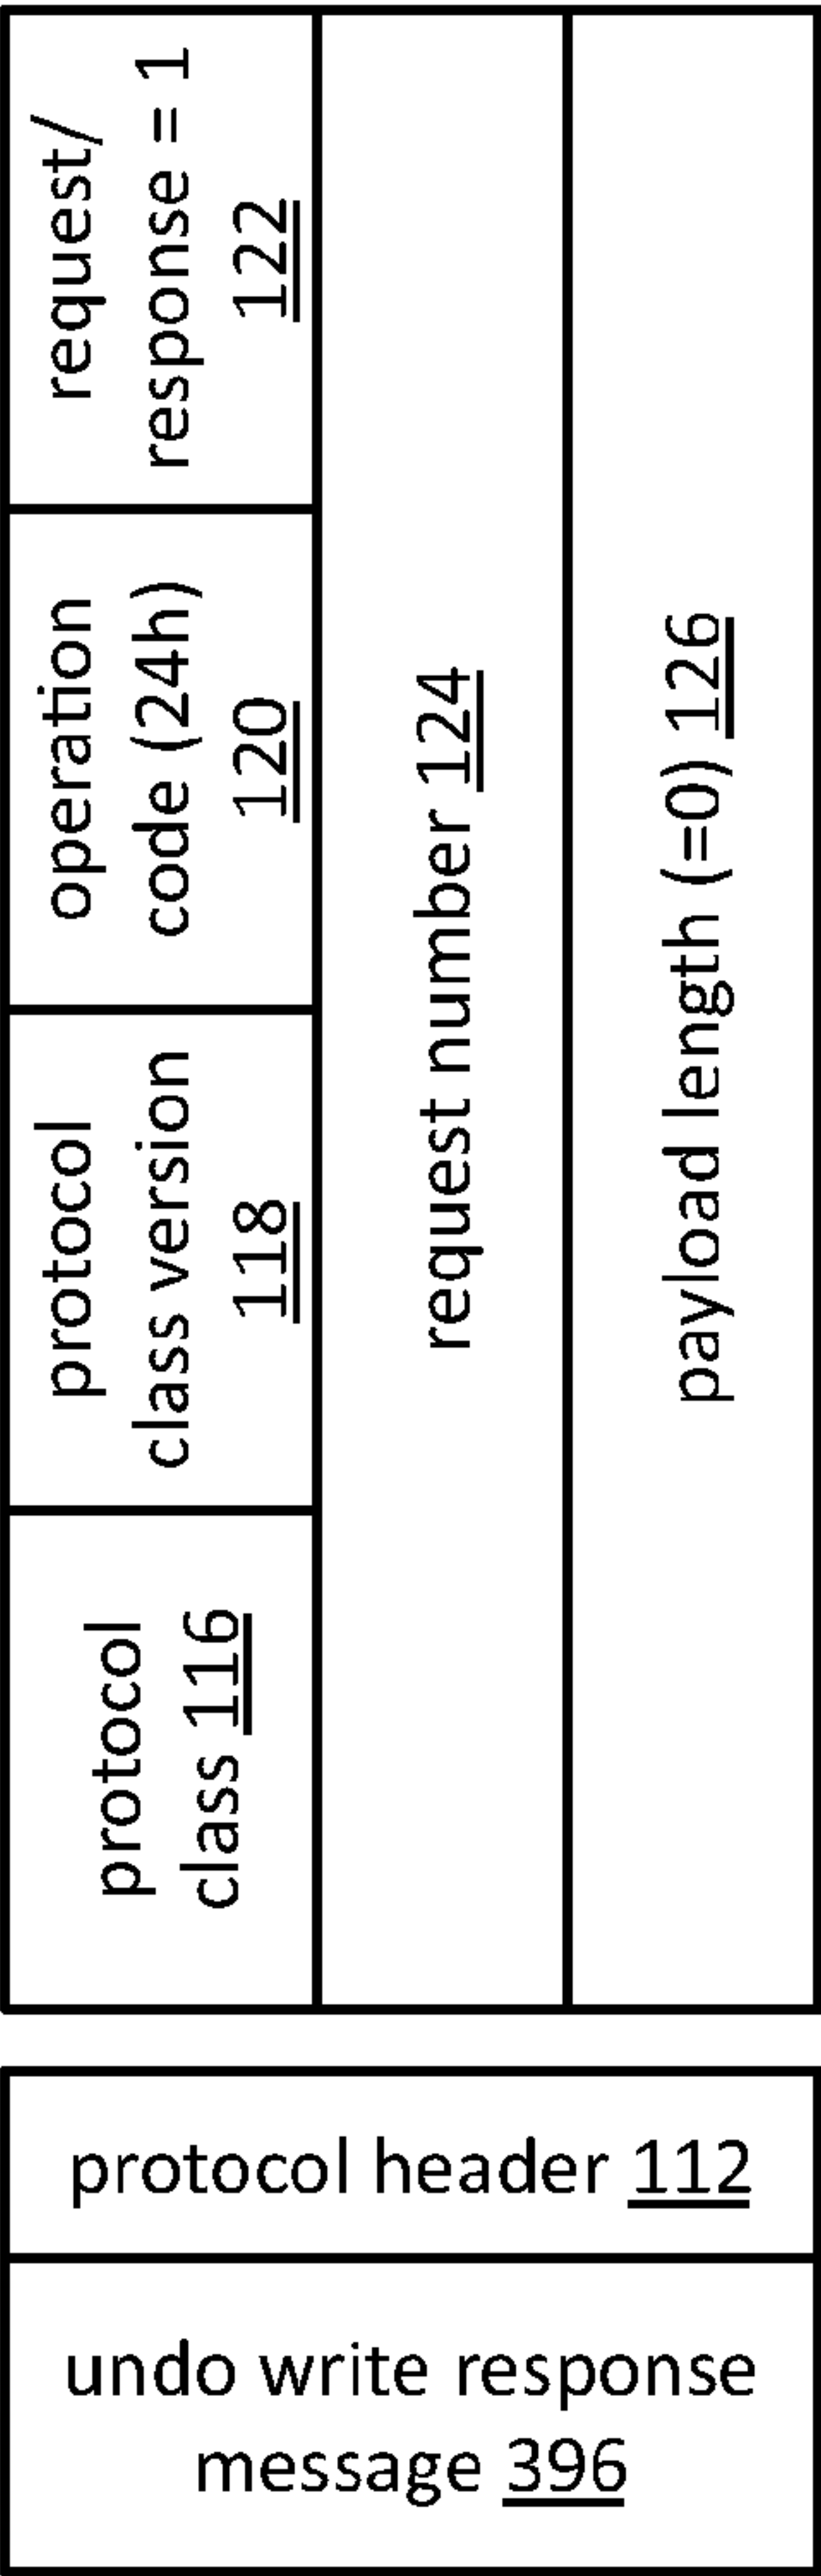 undo write response
message 396
protocol header 112
protocol
class 116
protocol
class version
118
operation
code (24h)
120
request/
response = 1
122
request number 124
payload length (=0) 126